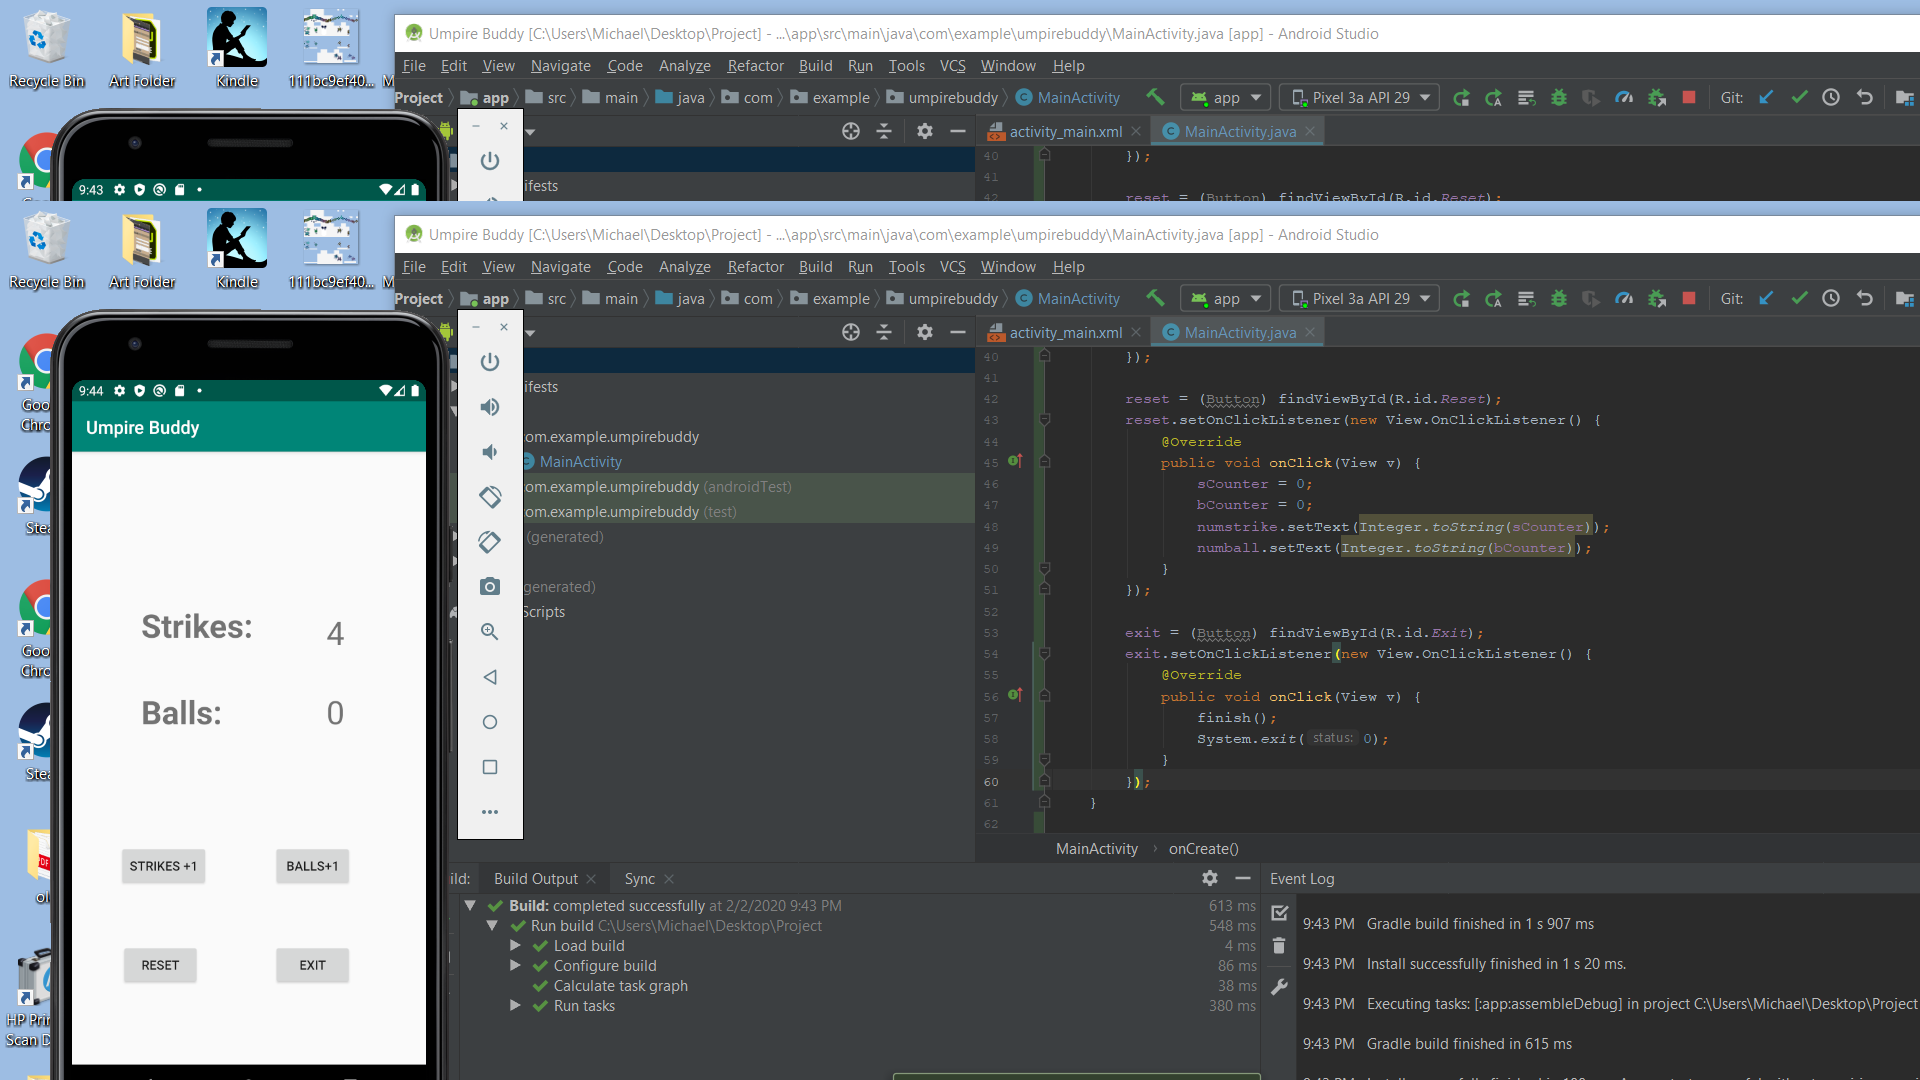 Recycle Bin
Art Folder
Kindle
111bc9ef40...
M
Umpire Buddy [C:\Users\Michael\Desktop\Project] - ...\app\src\main\java\com\example\umpirebuddy\MainActivity.java [app] - Android Studio
File Edit View Navigate Code Analyze Refactor Build Run Tools VCS Window Help
Project app src main java com example umpirebuddy MainActivity app Pixel 3a API 29 Git:
activity_main.xml MainActivity.java
40 });
41
9:43
ifests
42 reset = (Button) findViewById(R.id.Reset);
Recycle Bin
Art Folder
Kindle
111bc9ef40...
M
Umpire Buddy [C:\Users\Michael\Desktop\Project] - ...\app\src\main\java\com\example\umpirebuddy\MainActivity.java [app] - Android Studio
File Edit View Navigate Code Analyze Refactor Build Run Tools VCS Window Help
Project app src main java com example umpirebuddy MainActivity app Pixel 3a API 29 Git:
activity_main.xml MainActivity.java
Goo
Chro
Stea
Goo
Chro
Stea
ol
HP Prin
Scan D
9:44
Umpire Buddy
Strikes: 4
Balls: 0
STRIKES +1 BALLS+1
RESET EXIT
ifests
com.example.umpirebuddy
MainActivity
com.example.umpirebuddy (androidTest)
com.example.umpirebuddy (test)
(generated)
generated)
Scripts
40 });
41
42 reset = (Button) findViewById(R.id.Reset);
43 reset.setOnClickListener(new View.OnClickListener() {
44 @Override
45 public void onClick(View v) {
46 sCounter = 0;
47 bCounter = 0;
48 numstrike.setText(Integer.toString(sCounter));
49 numball.setText(Integer.toString(bCounter));
50 }
51 });
52
53 exit = (Button) findViewById(R.id.Exit);
54 exit.setOnClickListener(new View.OnClickListener() {
55 @Override
56 public void onClick(View v) {
57 finish();
58 System.exit( status: 0);
59 }
60 });
61 }
62
MainActivity › onCreate()
ild: Build Output Sync
Build: completed successfully at 2/2/2020 9:43 PM 613 ms
Run build C:\Users\Michael\Desktop\Project 548 ms
Load build 4 ms
Configure build 86 ms
Calculate task graph 38 ms
Run tasks 380 ms
Event Log
9:43 PM Gradle build finished in 1 s 907 ms
9:43 PM Install successfully finished in 1 s 20 ms.
9:43 PM Executing tasks: [:app:assembleDebug] in project C:\Users\Michael\Desktop\Project
9:43 PM Gradle build finished in 615 ms